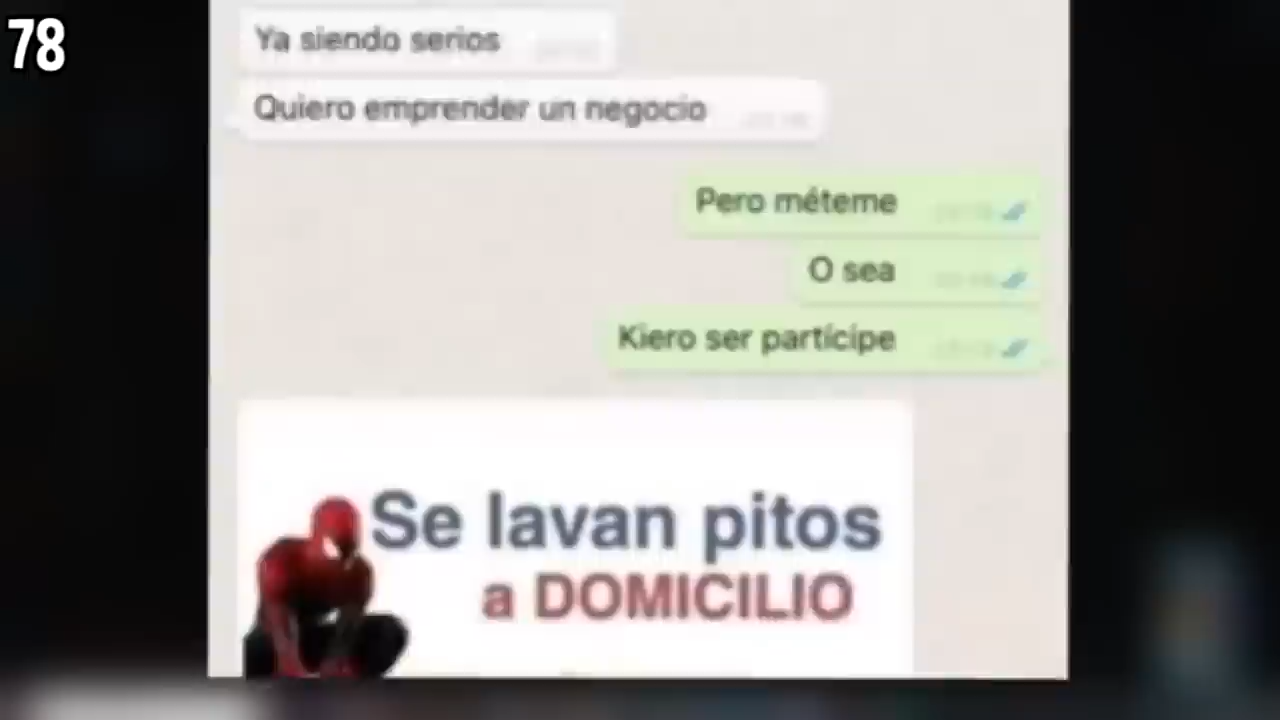 78
Ya siendo serios
Quiero emprender un negocio
Pero méteme
O sea
Kiero ser partícipe
Se lavan pitos
a DOMICILIO